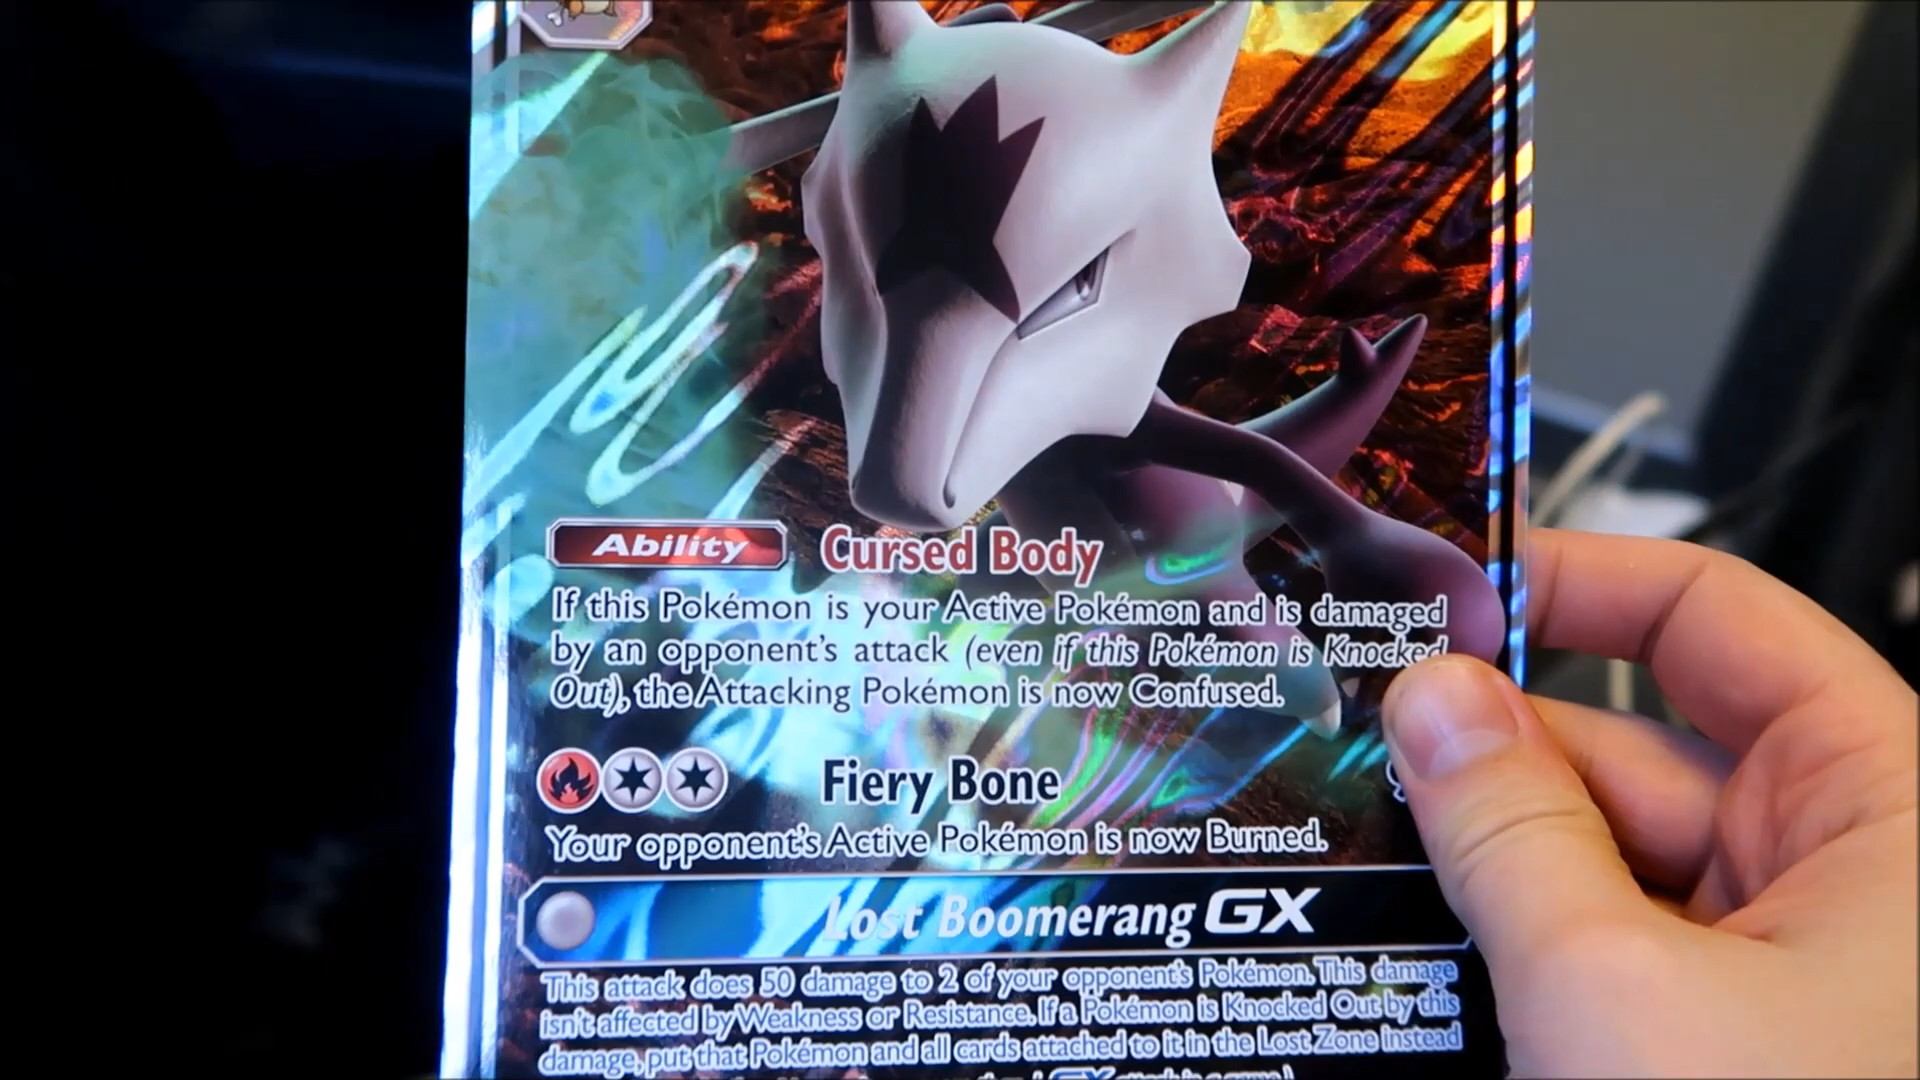 Ability Cursed Body
If this Pokémon is your Active Pokémon and is damaged
by an opponent's attack (even if this Pokémon is Knocked
Out), the Attacking Pokémon is now Confused.
Fiery Bone
Your opponent's Active Pokémon is now Burned.
Lost Boomerang GX
This attack does 50 damage to 2 of your opponent's Pokémon. This damage
isn't affected by Weakness or Resistance. If a Pokémon is Knocked Out by this
damage, put that Pokémon and all cards attached to it in the Lost Zone instead
GX attack in a game.)